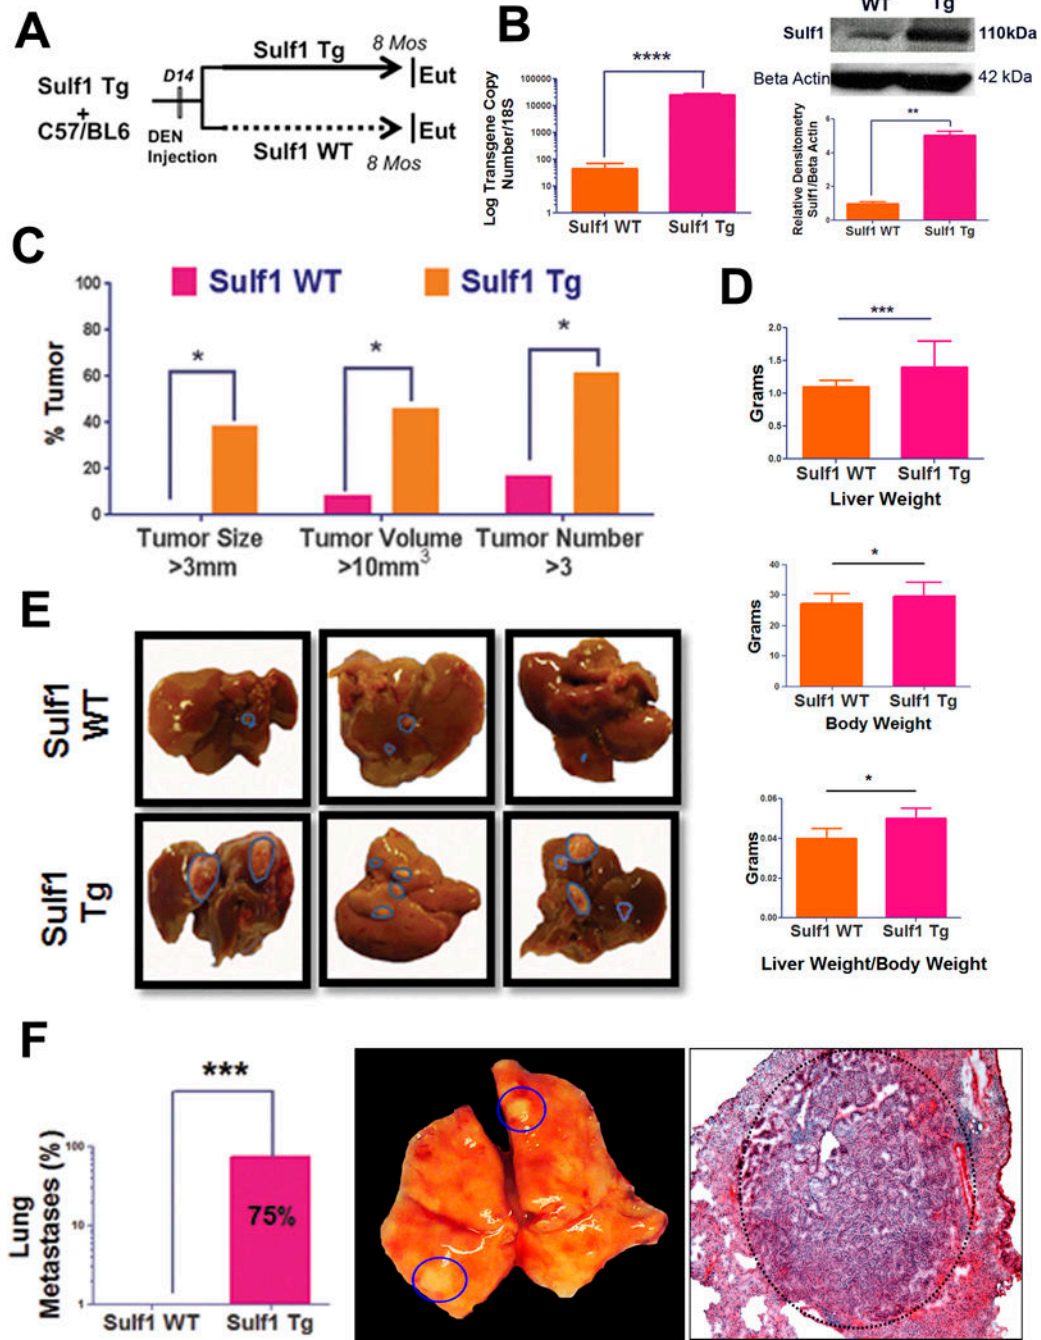 A
Sulf1 Tg
+
C57/BL6
D14
DEN
Injection
Sulf1 Tg
8 Mos
Eut
Sulf1 WT
8 Mos
Eut
B
****
Log Transgene Copy
Number/18S
100000
10000
1000
100
10
1
Sulf1 WT
Sulf1 Tg
WT
Tg
Sulf1
110kDa
Beta Actin
42 kDa
**
Relative Densitometry
Sulf1/Beta Actin
6
4
2
0
Sulf1 WT
Sulf1 Tg
C
Sulf1 WT
Sulf1 Tg
% Tumor
100
80
60
40
20
0
*
*
*
Tumor Size
>3mm
Tumor Volume
>10mm3
Tumor Number
>3
D
***
Grams
2.0
1.5
1.0
0.5
0.0
Sulf1 WT
Sulf1 Tg
Liver Weight
*
Grams
40
30
20
10
0
Sulf1 WT
Sulf1 Tg
Body Weight
*
Grams
0.06
0.04
0.02
0.00
Sulf1 WT
Sulf1 Tg
Liver Weight/Body Weight
E
Sulf1
WT
Sulf1
Tg
F
***
Lung
Metastases (%)
100
10
1
75%
Sulf1 WT
Sulf1 Tg